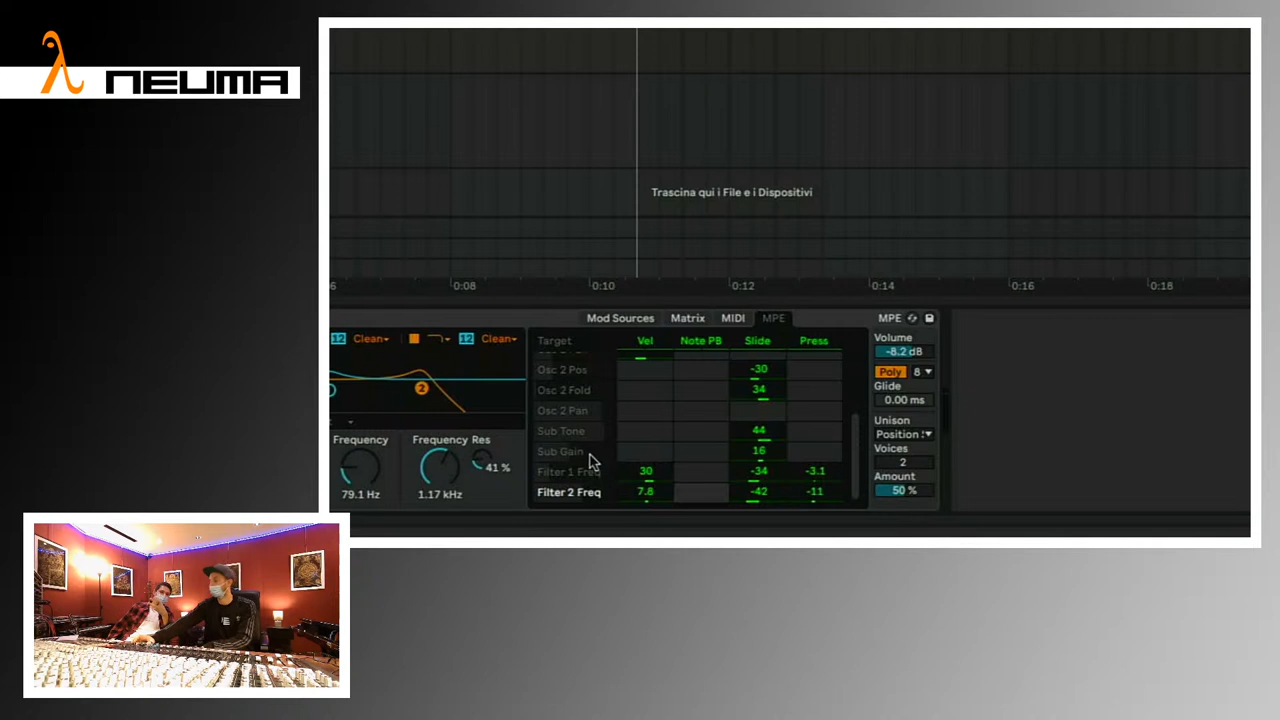 NEUMA
Trascina qui i File e i Dispositivi
6 0:08 0:10 0:12 0:14 0:16 0:18
Mod Sources Matrix MIDI MPE
MPE
12 Clean 12 Clean
Target Vel Note PB Slide Press
Volume
-8.2 dB
Osc 2 Pos -30
Poly 8
Osc 2 Fold 34
Glide
2
0.00 ms
Osc 2 Pan
Unison
Sub Tone 44
Position
Frequency Frequency Res
Sub Gain 16
Voices
2
41 %
Filter 1 Freq 30 -34 -3.1
Amount
79.1 Hz 1.17 kHz
Filter 2 Freq 7.8 -42 -11
50 %